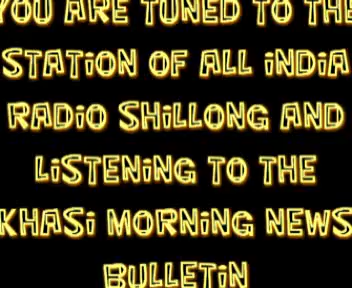 YOU ARE TUNED TO THE
STATiON OF ALL iNDiA
RADiO SHiLLONG AND
LiSTENiNG TO THE
KHASi MORNiNG NEWS
BULLETiN